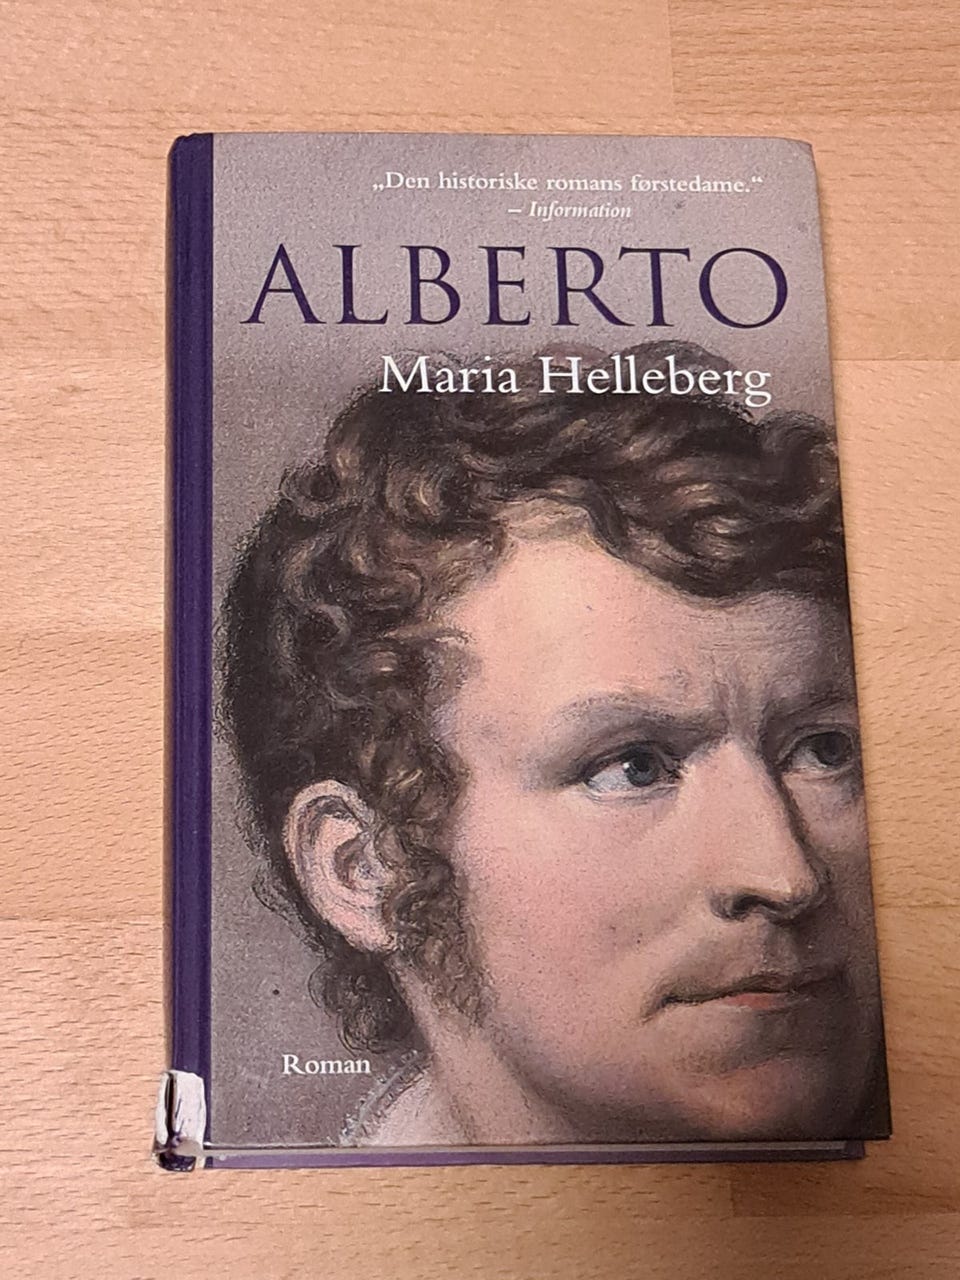 „Den historiske romans førstedame.“
– Information
ALBERTO
Maria Helleberg
Roman